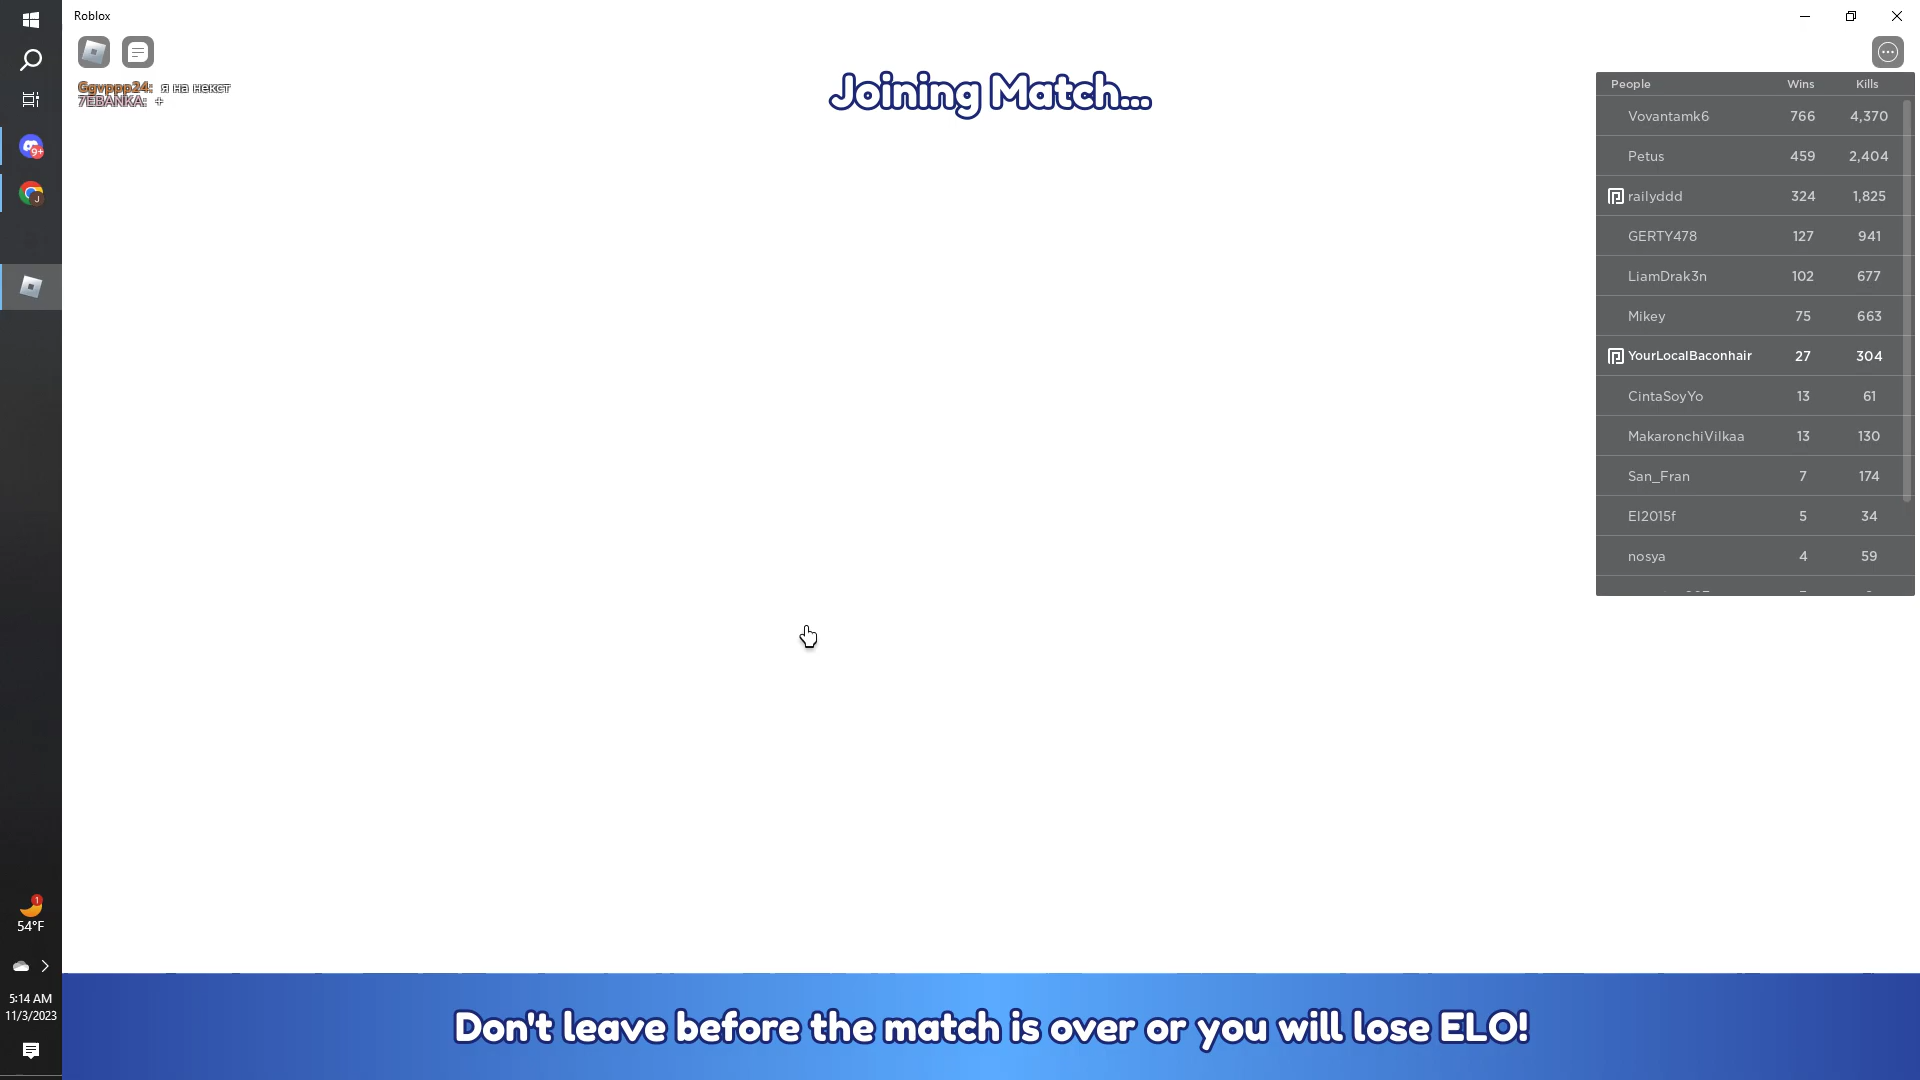 Roblox
Ggvppp24: я на некст
7EBANKA: +
Joining Match...
People Wins Kills
Vovantamk6 766 4,370
Petus 459 2,404
railyddd 324 1,825
GERTY478 127 941
LiamDrak3n 102 677
Mikey 75 663
YourLocalBaconhair 27 304
CintaSoyYo 13 61
MakaronchiVilkaa 13 130
San_Fran 7 174
El2015f 5 34
nosya 4 59
9+
J
1
54°F
5:14 AM
11/3/2023
Don't leave before the match is over or you will lose ELO!